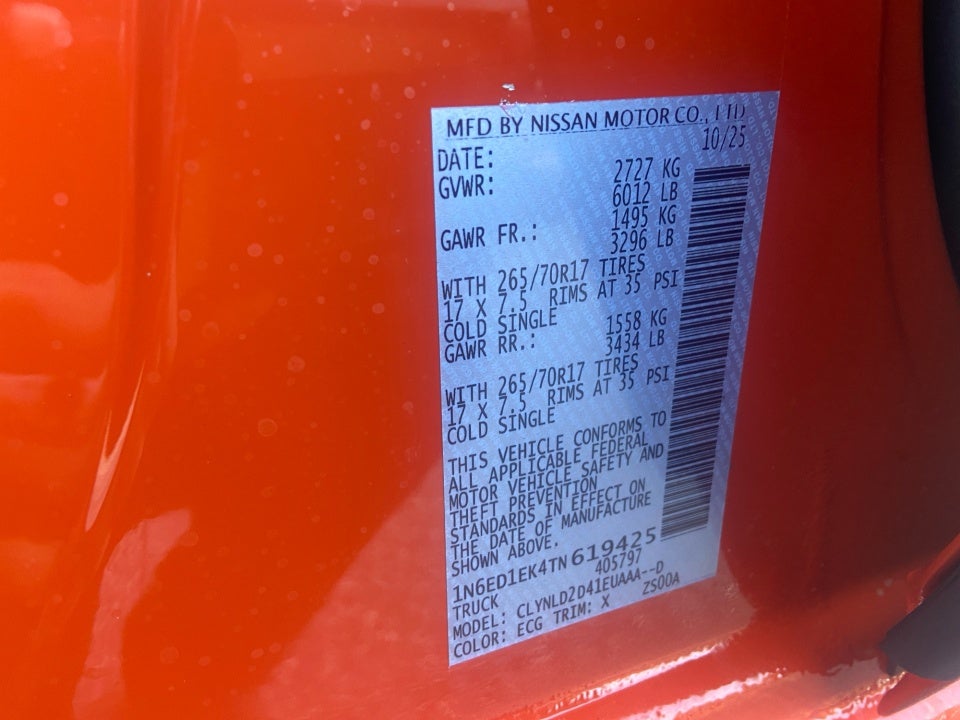 MFD BY NISSAN MOTOR CO., LTD
DATE: 10/25
GVWR: 2727 KG
6012 LB
GAWR FR.: 1495 KG
3296 LB
WITH 265/70R17 TIRES
17 X 7.5 RIMS AT 35 PSI
COLD SINGLE
GAWR RR.: 1558 KG
3434 LB
WITH 265/70R17 TIRES
17 X 7.5 RIMS AT 35 PSI
COLD SINGLE
THIS VEHICLE CONFORMS TO
ALL APPLICABLE FEDERAL
MOTOR VEHICLE SAFETY AND
THEFT PREVENTION
STANDARDS IN EFFECT ON
THE DATE OF MANUFACTURE
SHOWN ABOVE.
1N6ED1EK4TN619425
TRUCK 405797
MODEL: CLYNLD2D41EUAAA--D
COLOR: ECG TRIM: X ZS00A